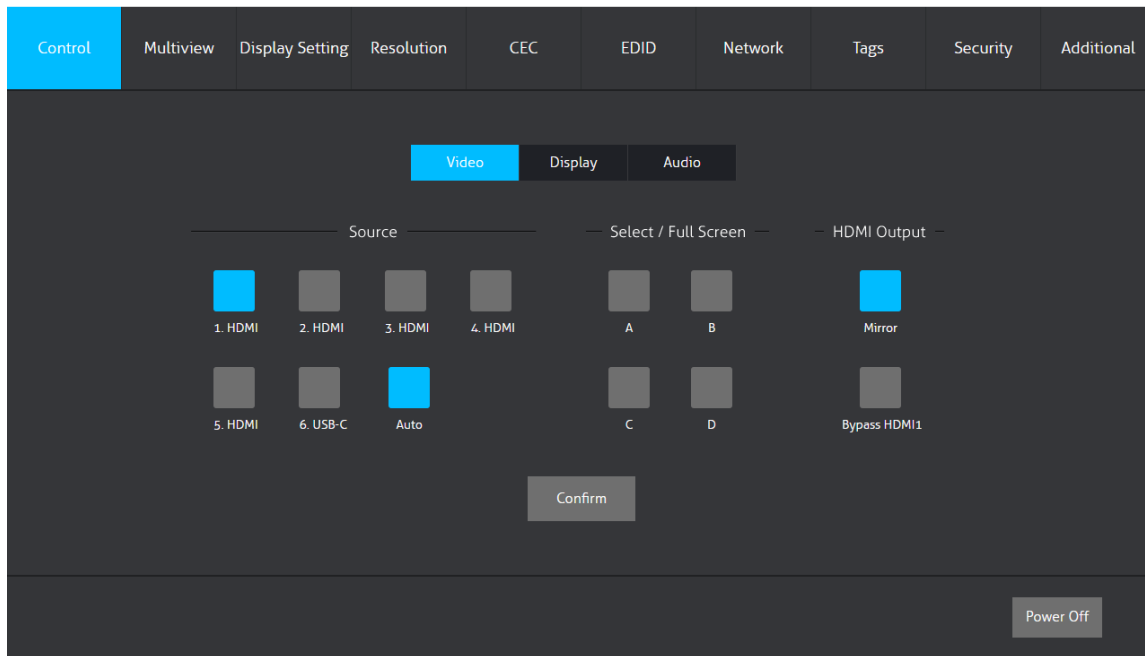 Control Multiview Display Setting Resolution CEC EDID Network Tags Security Additional
Video Display Audio
Source Select / Full Screen HDMI Output
1. HDMI 2. HDMI 3. HDMI 4. HDMI A B Mirror
5. HDMI 6. USB-C Auto C D Bypass HDMI1
Confirm
Power Off